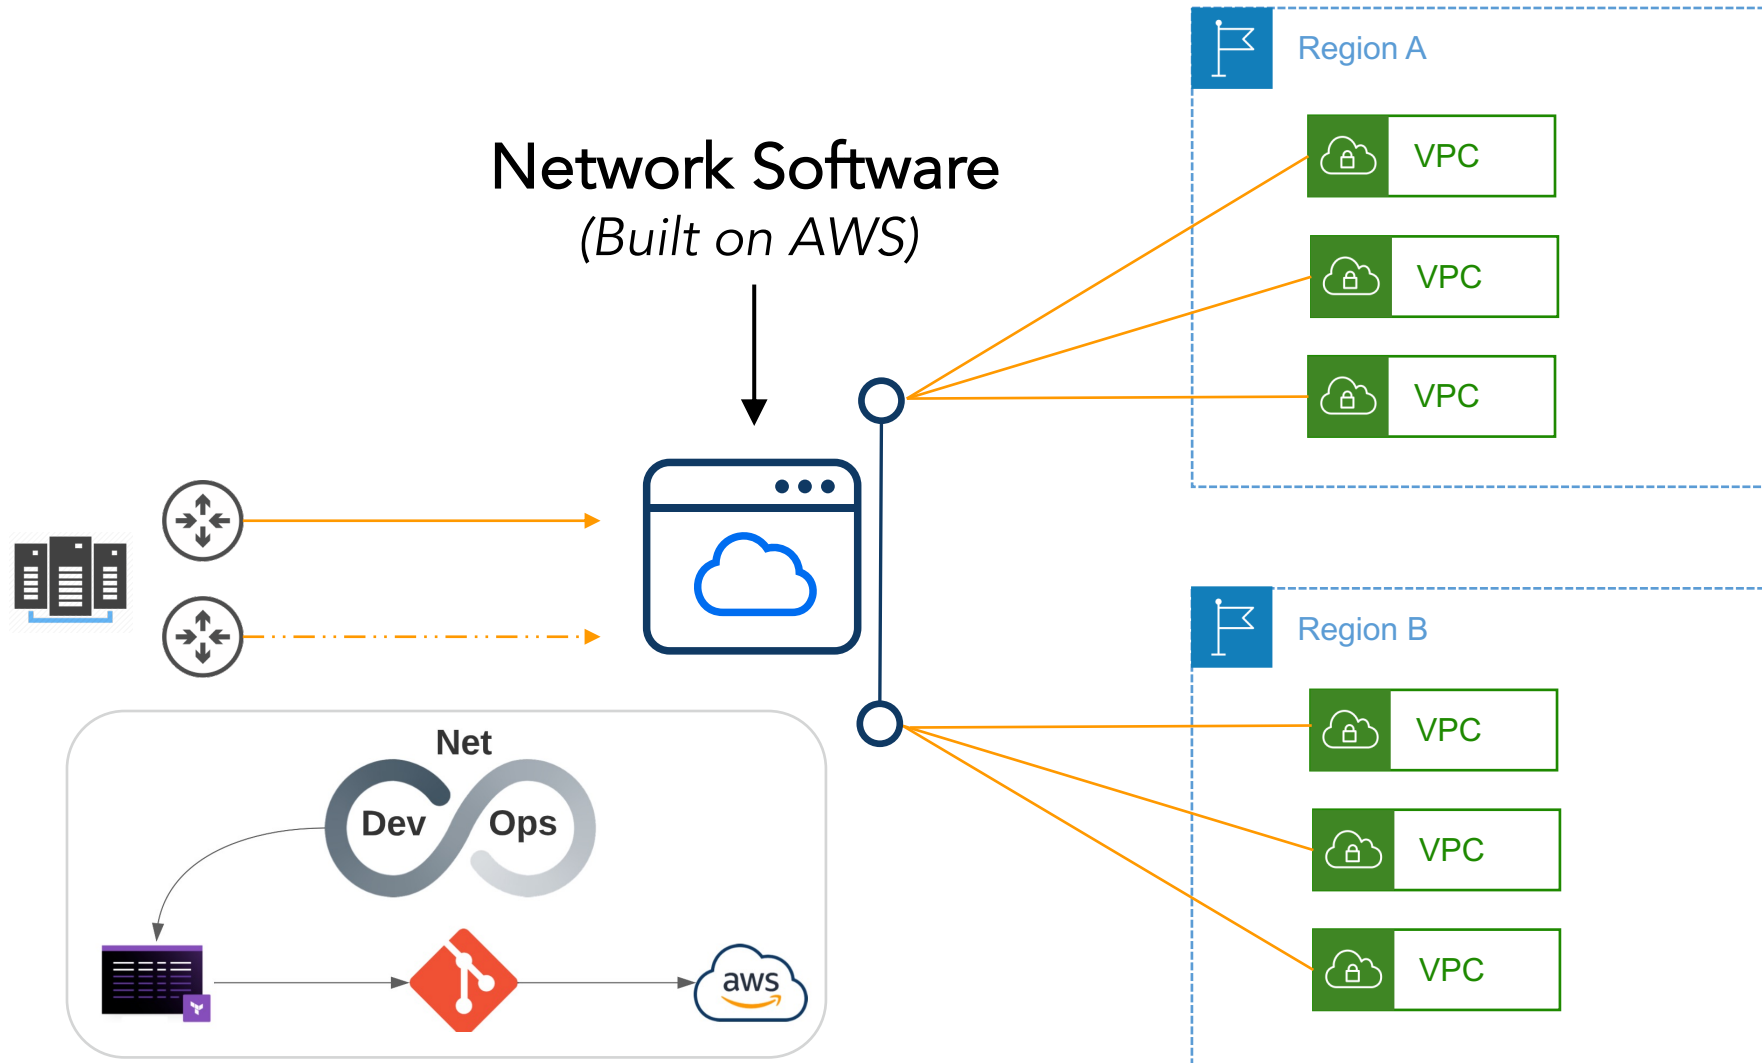 Region A
VPC
VPC
VPC
Network Software
(Built on AWS)
Region B
VPC
VPC
VPC
Net
Dev Ops
aws